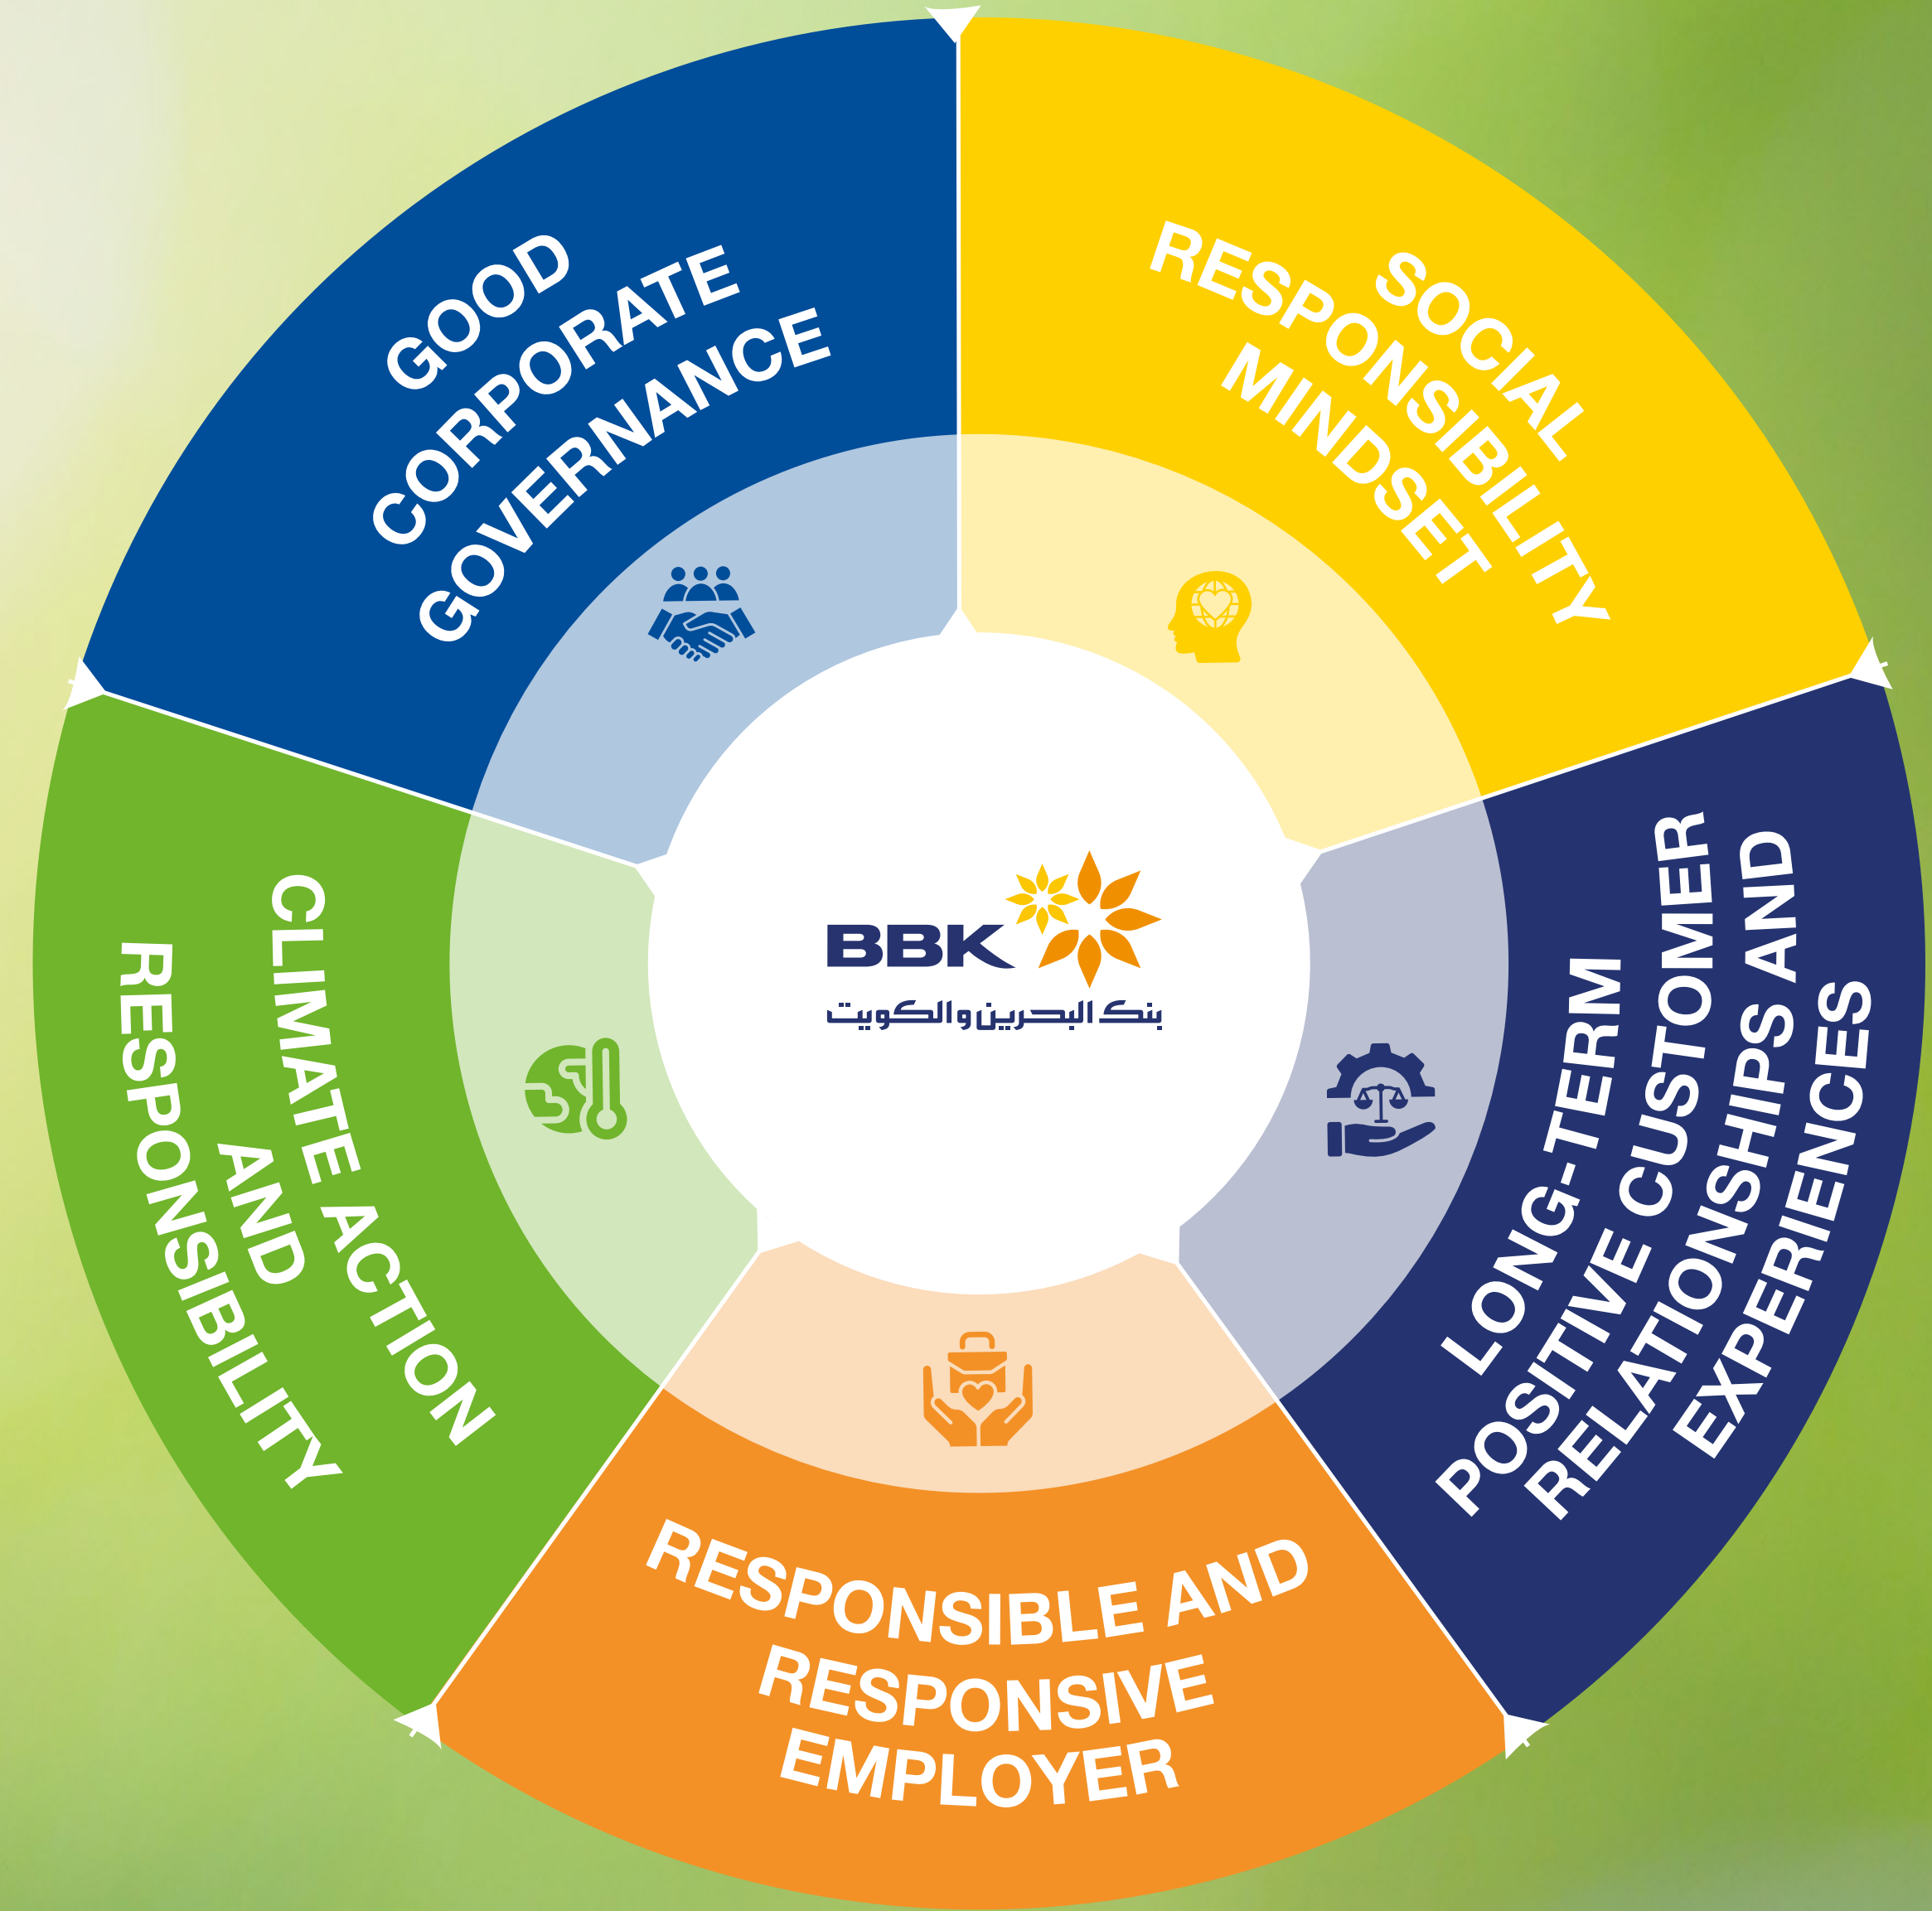 GOOD
CORPORATE
GOVERNANCE
SOCIAL
RESPONSIBILITY
MINDSET
LONG-TERM
POSITIVE CUSTOMER
RELATIONSHIPS AND
EXPERIENCES
RESPONSIBLE AND
RESPONSIVE
EMPLOYER
CLIMATE ACTION
AND
RESPONSIBILITY
BBK
بنك البحرين والكويت